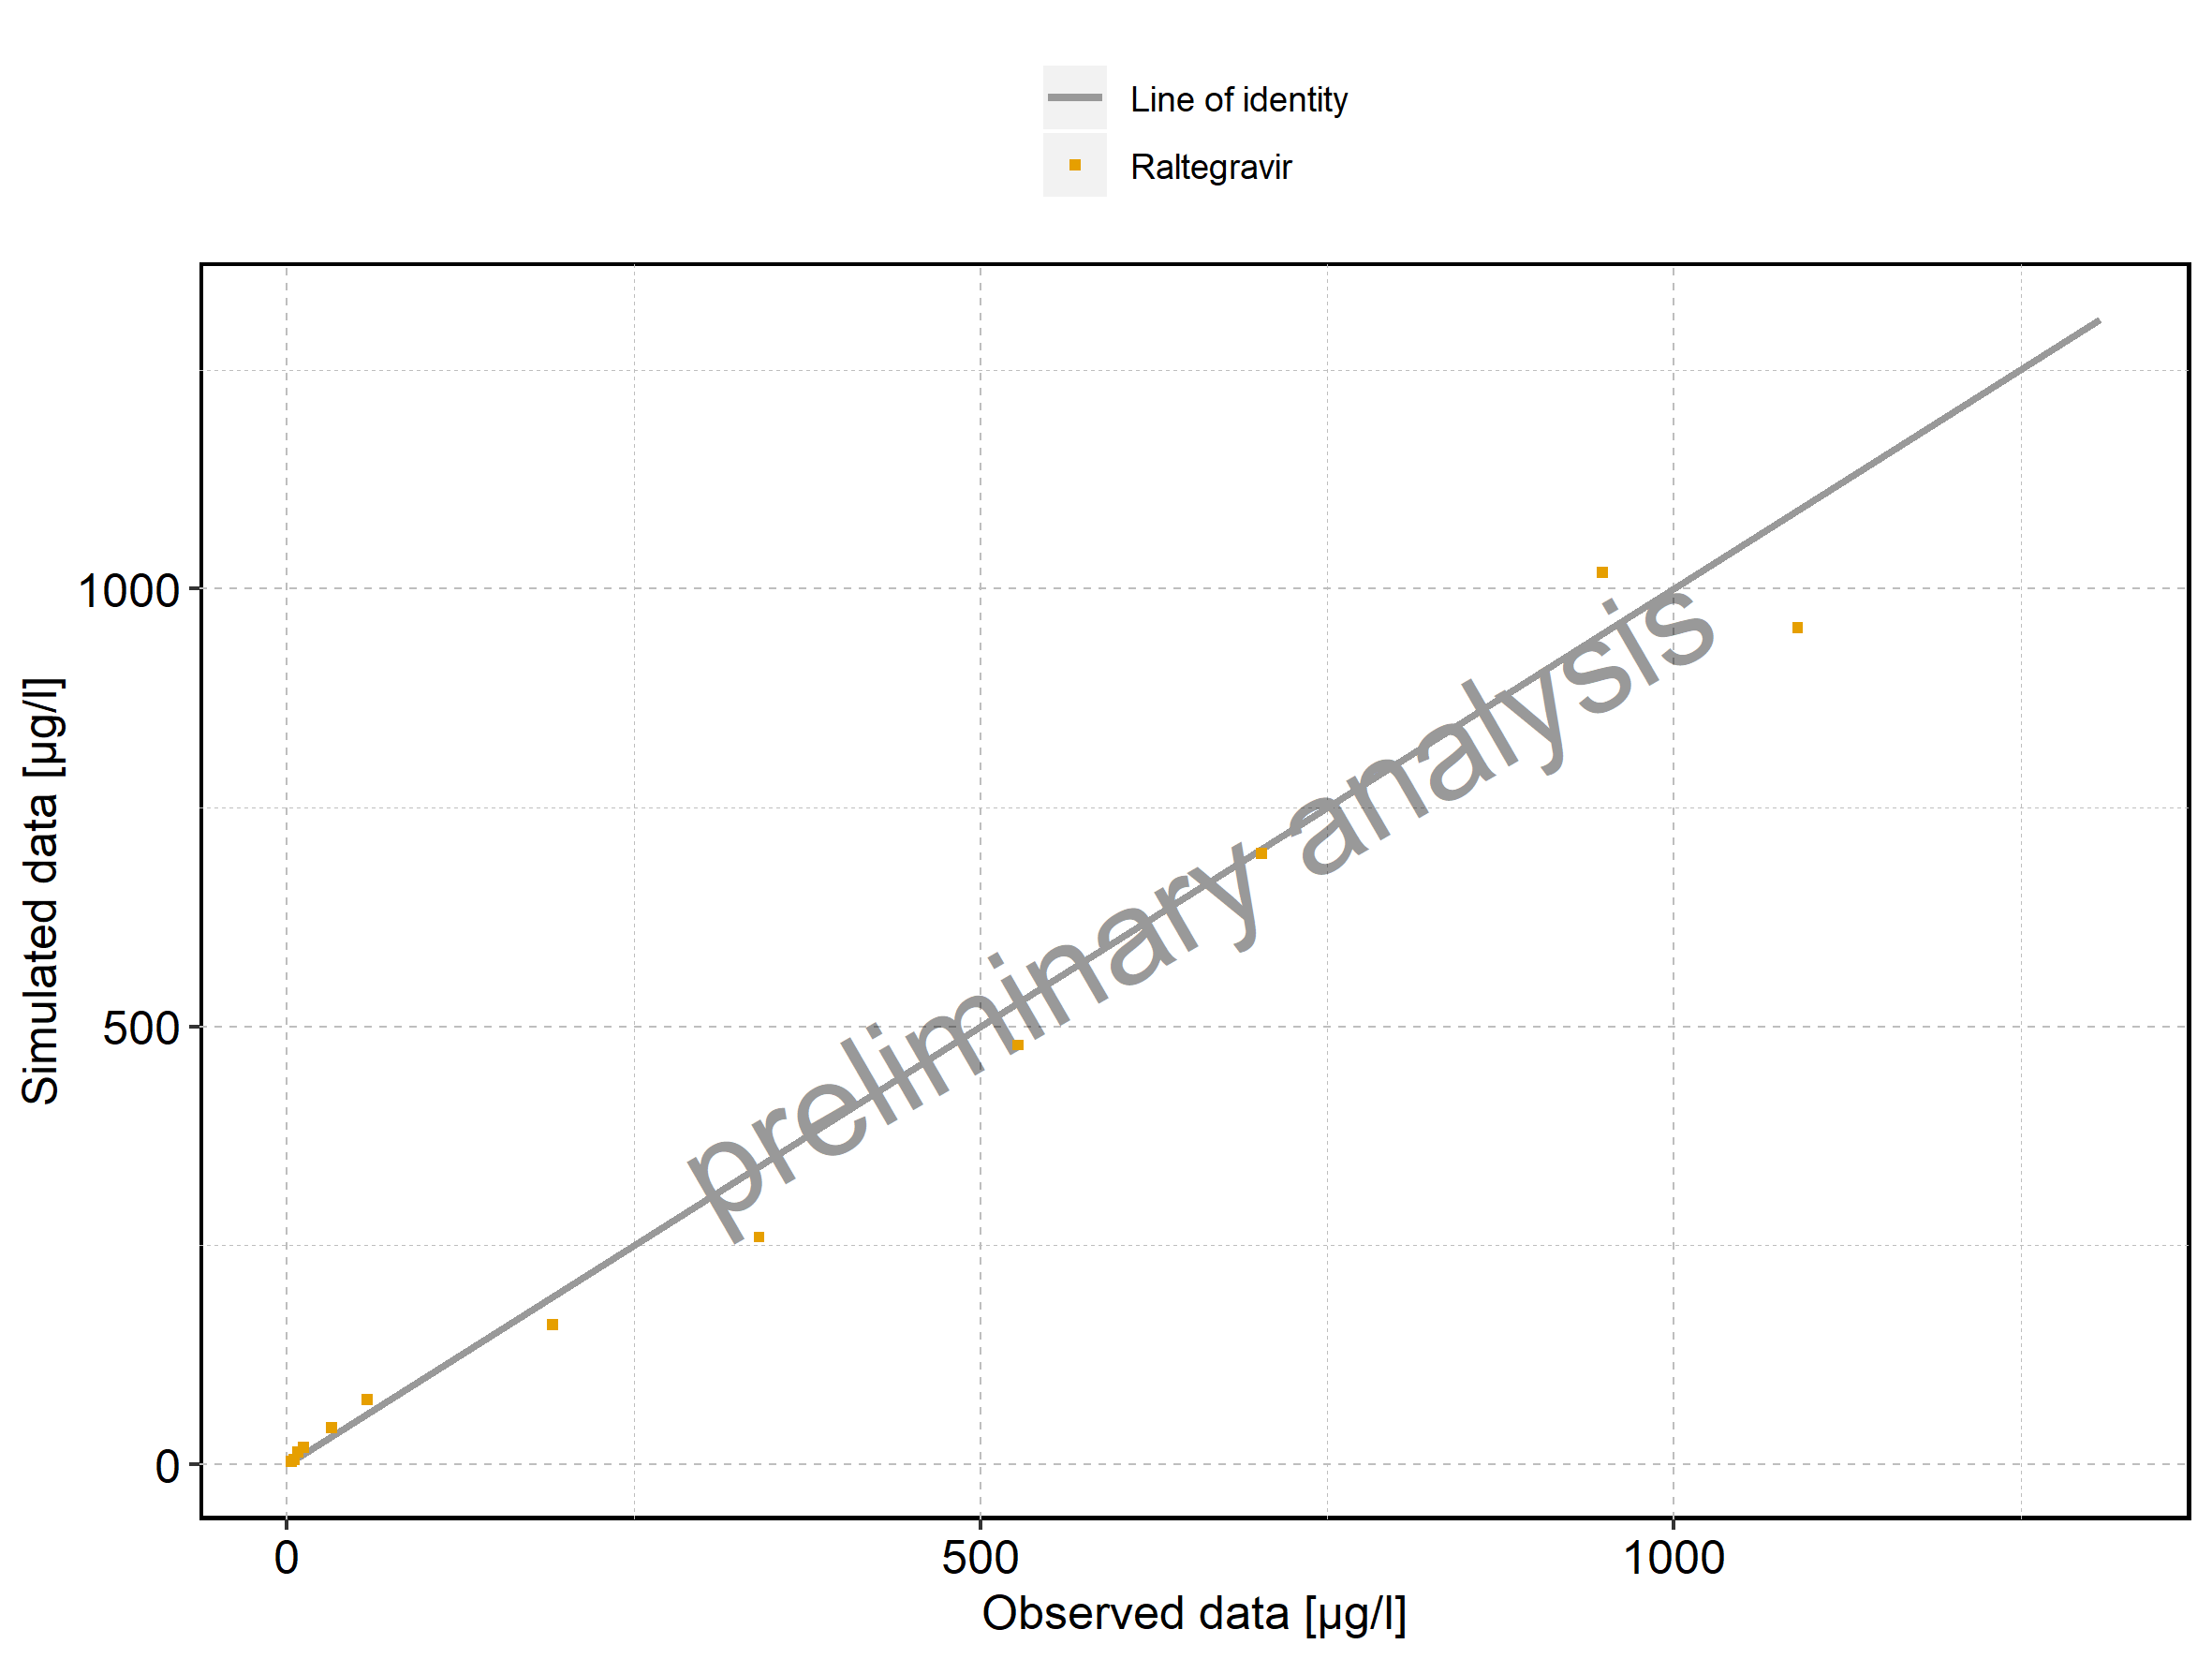 Line of identity
Raltegravir
Simulated data [µg/l]
1000
500
0
preliminary analysis
0 500 1000
Observed data [µg/l]